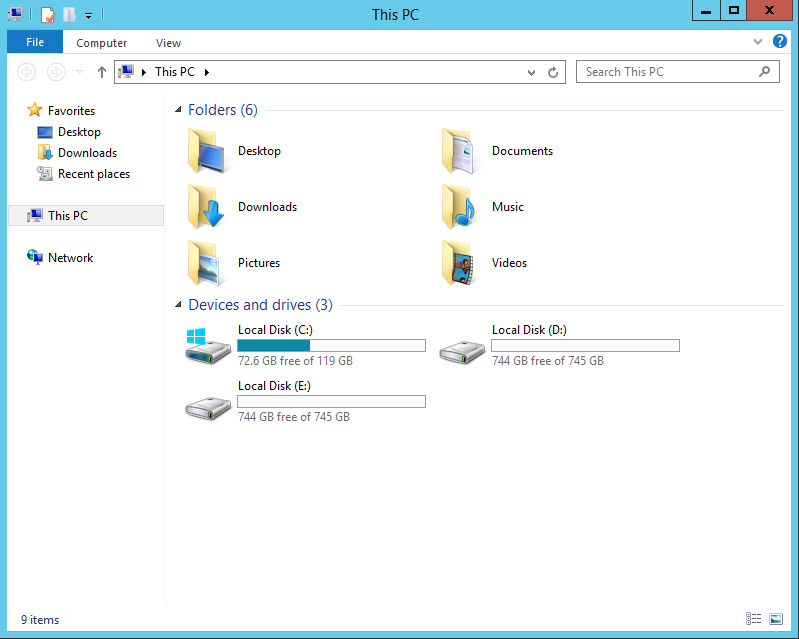 This PC
File
Computer
View
This PC
Search This PC
Favorites
Desktop
Downloads
Recent places
This PC
Network
Folders (6)
Desktop
Documents
Downloads
Music
Pictures
Videos
Devices and drives (3)
Local Disk (C:)
72.6 GB free of 119 GB
Local Disk (D:)
744 GB free of 745 GB
Local Disk (E:)
744 GB free of 745 GB
9 items